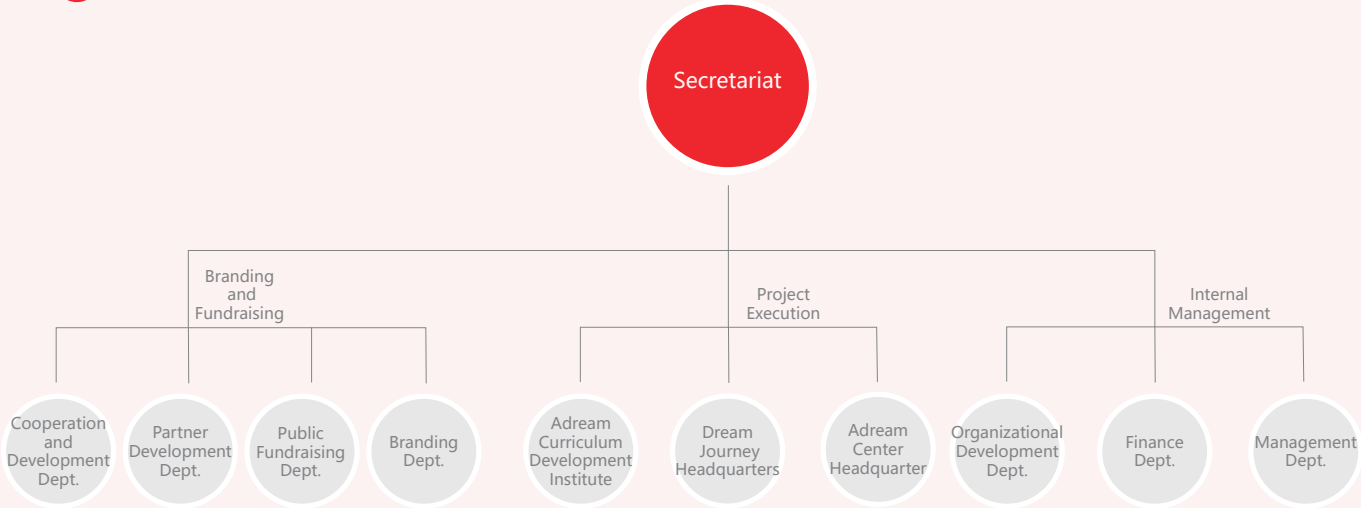 Secretariat
Branding
and
Fundraising
Project
Execution
Internal
Management
Cooperation
and
Development
Dept.
Partner
Development
Dept.
Public
Fundraising
Dept.
Branding
Dept.
Adream
Curriculum
Development
Institute
Dream
Journey
Headquarters
Adream
Center
Headquarter
Organizational
Development
Dept.
Finance
Dept.
Management
Dept.